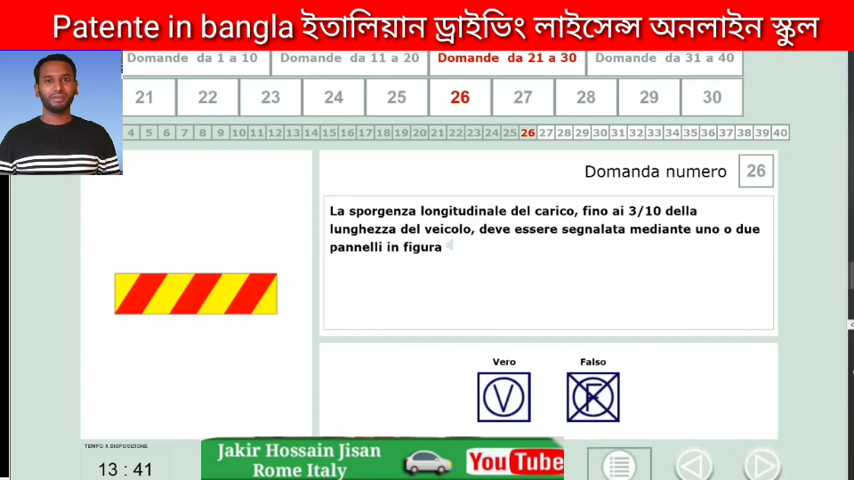 Patente in bangla ইতালিয়ান ড্রাইভিং লাইসেন্স অনলাইন স্কুল
Domande da 1 a 10 Domande da 11 a 20 Domande da 21 a 30 Domande da 31 a 40
21 22 23 24 25 26 27 28 29 30
4 5 6 7 8 9 10 11 12 13 14 15 16 17 18 19 20 21 22 23 24 25 26 27 28 29 30 31 32 33 34 35 36 37 38 39 40
Domanda numero 26
La sporgenza longitudinale del carico, fino ai 3/10 della
lunghezza del veicolo, deve essere segnalata mediante uno o due
pannelli in figura
Vero Falso
V F
TEMPO A DISPOSIZIONE
13 : 41
Jakir Hossain Jisan
Rome Italy
YouTube